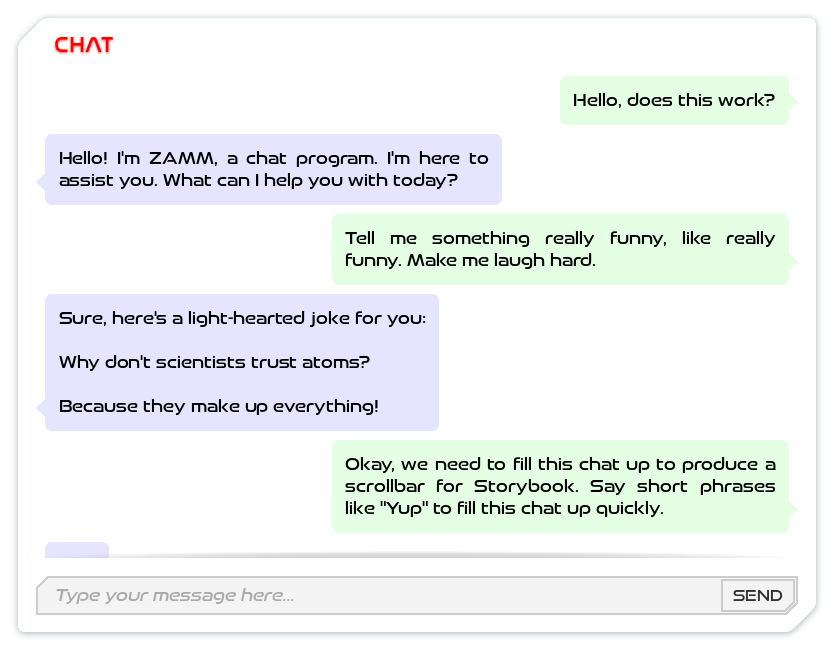 CHAT
Hello, does this work?
Hello! I'm ZAMM, a chat program. I'm here to
assist you. What can I help you with today?
Tell me something really funny, like really
funny. Make me laugh hard.
Sure, here's a light-hearted joke for you:
Why don't scientists trust atoms?
Because they make up everything!
Okay, we need to fill this chat up to produce a
scrollbar for Storybook. Say short phrases
like "Yup" to fill this chat up quickly.
Type your message here...
SEND